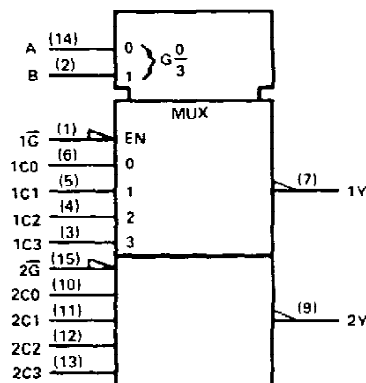 A (14) 0
B (2) 1
G 0/3
MUX
1G̅ (1) EN
1C0 (6) 0
1C1 (5) 1
(7) 1Y
1C2 (4) 2
1C3 (3) 3
2G̅ (15)
2C0 (10)
2C1 (11)
(9) 2Y
2C2 (12)
2C3 (13)